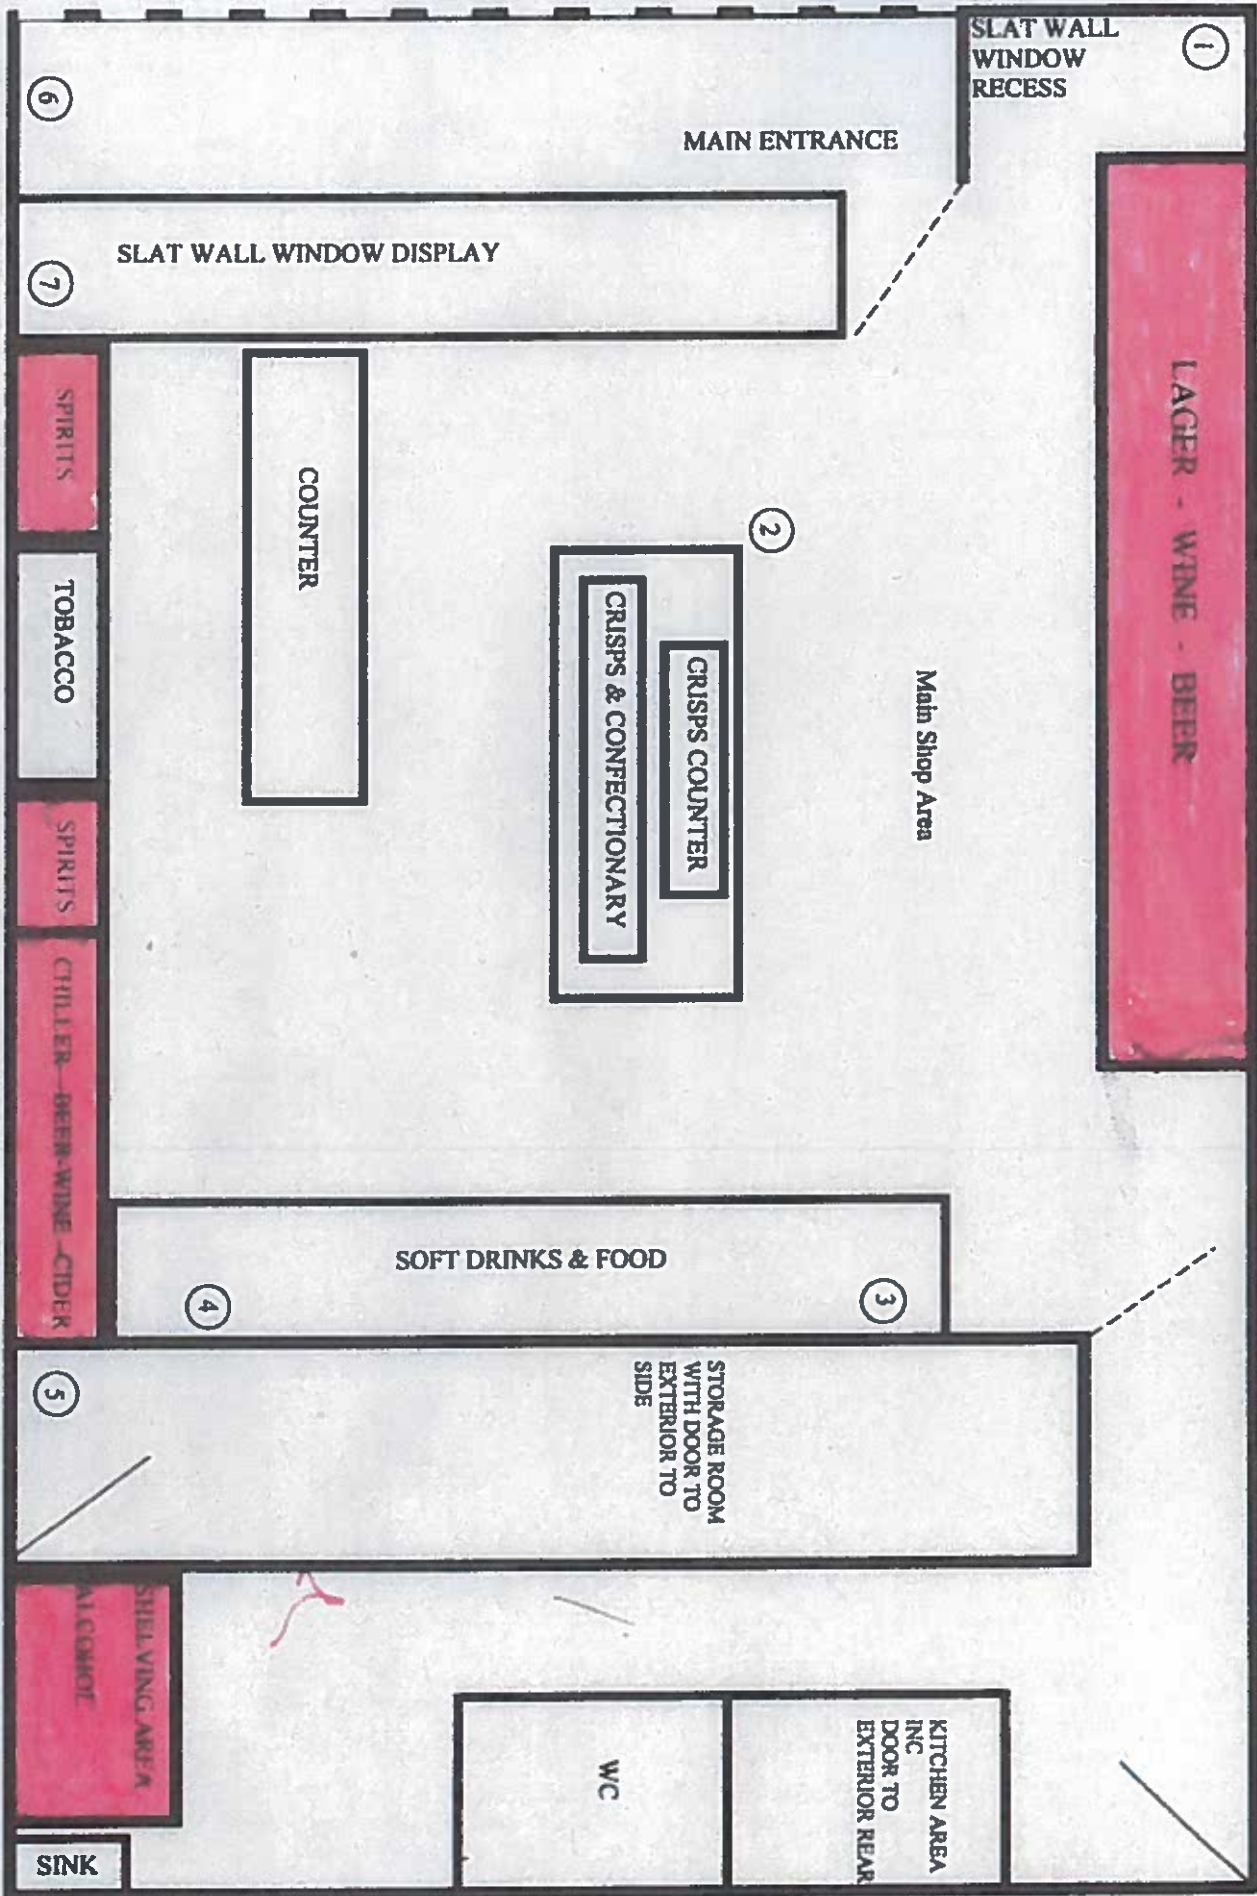 SLAT WALL
WINDOW
RECESS
1
6
MAIN ENTRANCE
SLAT WALL WINDOW DISPLAY
7
LAGER - WINE - BEER
SPIRITS
COUNTER
2
TOBACCO
CRISPS COUNTER
CRISPS & CONFECTIONARY
Main Shop Area
SPIRITS
CHILLER - BEER-WINE - CIDER
SOFT DRINKS & FOOD
3
4
5
STORAGE ROOM
WITH DOOR TO
EXTERIOR TO
SIDE
SHELVING AREA
ALCOHOL
WC
KITCHEN AREA
INC
DOOR TO
EXTERIOR REAR
SINK